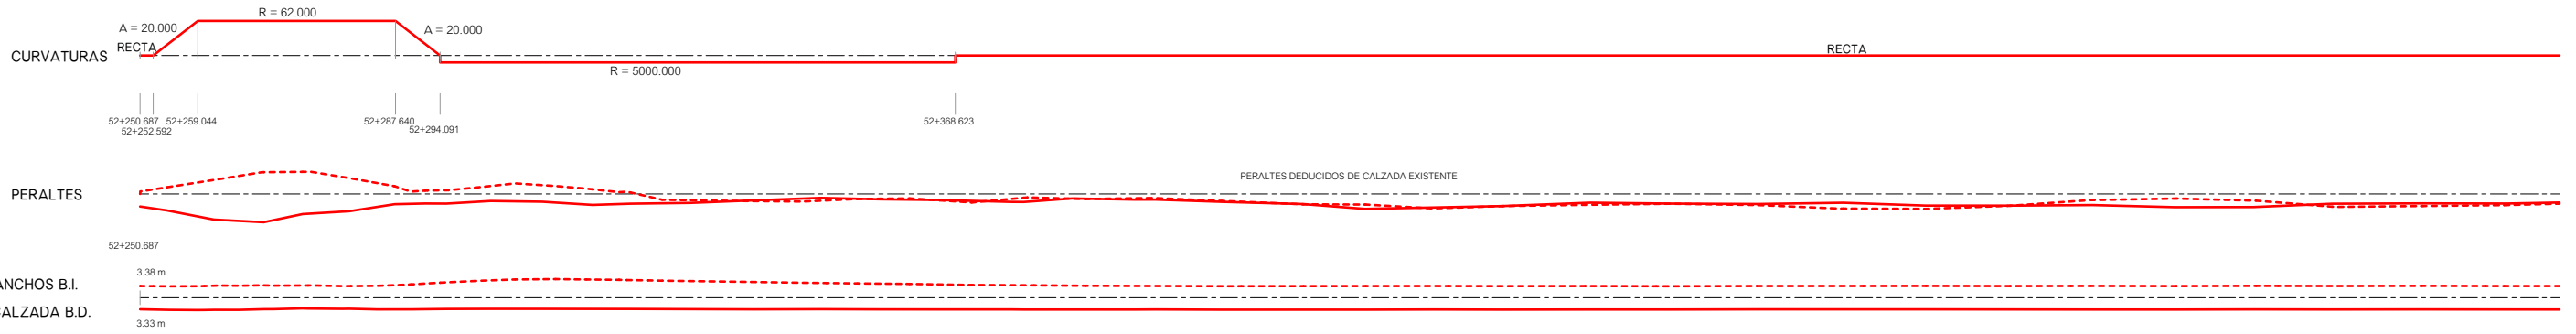 R = 62.000
A = 20.000
A = 20.000
RECTA
RECTA
CURVATURAS
R = 5000.000
52+250.687
52+259.044
52+287.640
52+368.623
52+252.592
52+294.091
PERALTES DEDUCIDOS DE CALZADA EXISTENTE
PERALTES
52+250.687
3.38 m
ANCHOS B.I.
CALZADA B.D.
3.33 m